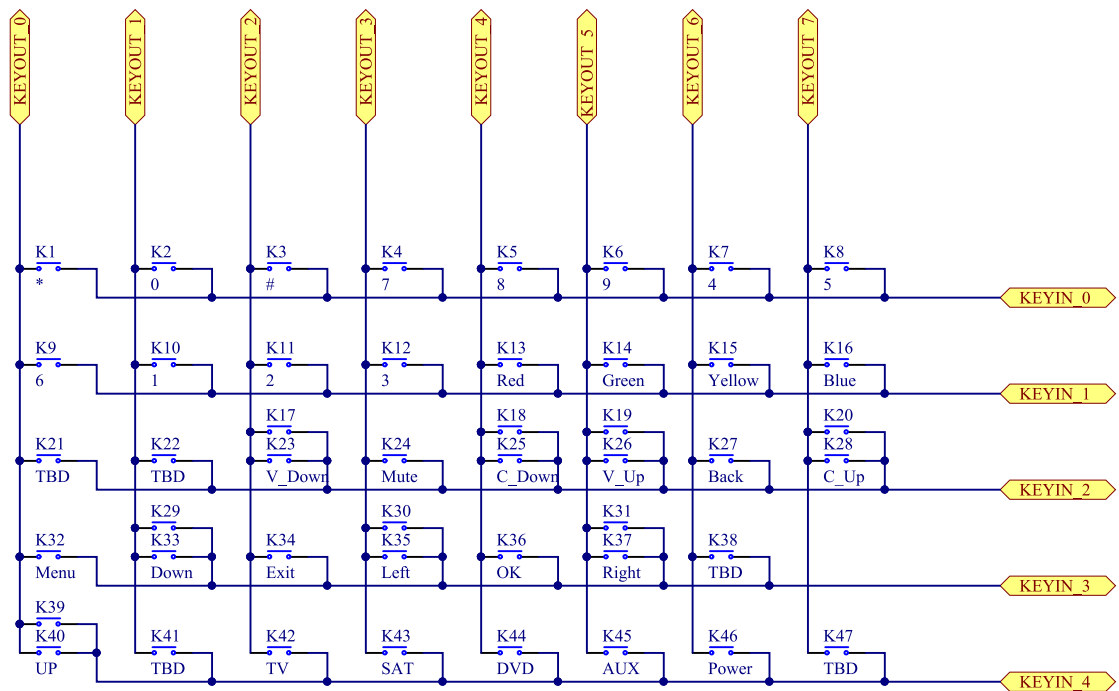 KEYOUT_0 KEYOUT_1 KEYOUT_2 KEYOUT_3 KEYOUT_4 KEYOUT_5 KEYOUT_6 KEYOUT_7
K1 K2 K3 K4 K5 K6 K7 K8
* 0 # 7 8 9 4 5
KEYIN_0
K9 K10 K11 K12 K13 K14 K15 K16
6 1 2 3 Red Green Yellow Blue
KEYIN_1
K17 K18 K19 K20
K21 K22 K23 K24 K25 K26 K27 K28
TBD TBD V_Down Mute C_Down V_Up Back C_Up
KEYIN_2
K29 K30 K31
K32 K33 K34 K35 K36 K37 K38
Menu Down Exit Left OK Right TBD
KEYIN_3
K39
K40 K41 K42 K43 K44 K45 K46 K47
UP TBD TV SAT DVD AUX Power TBD
KEYIN_4